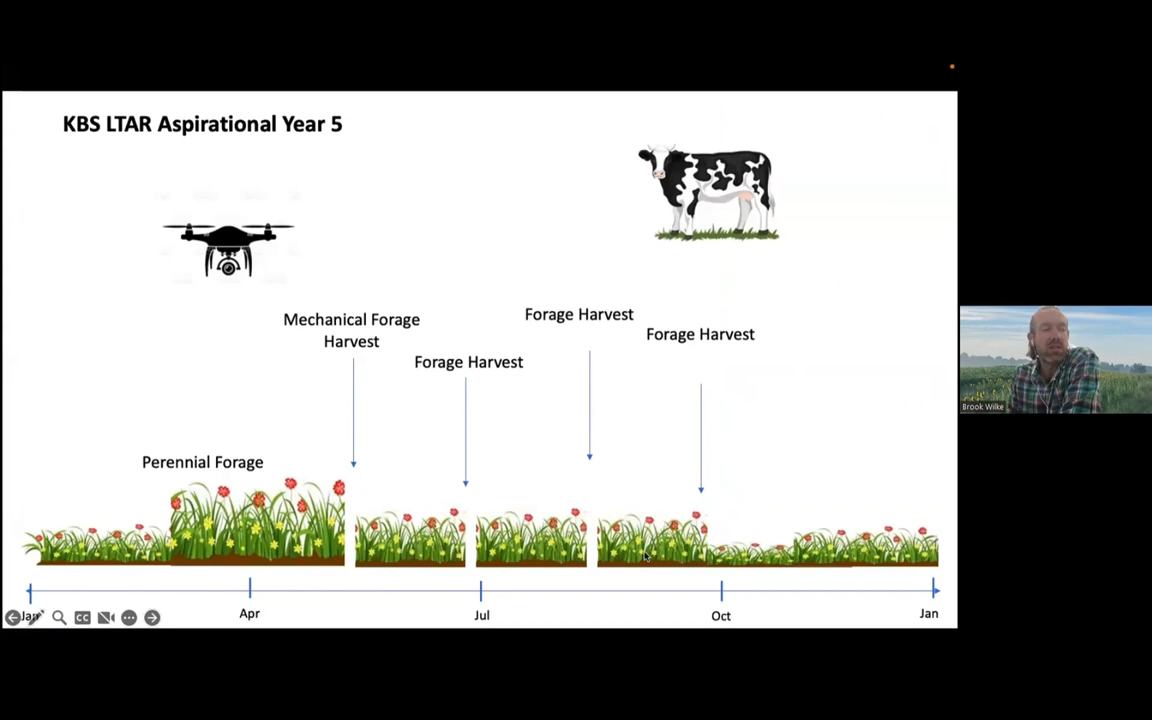 KBS LTAR Aspirational Year 5
Mechanical Forage
Harvest
Forage Harvest
Forage Harvest
Forage Harvest
Perennial Forage
Jan
Apr
Jul
Oct
Jan
CC
Brook Wilke